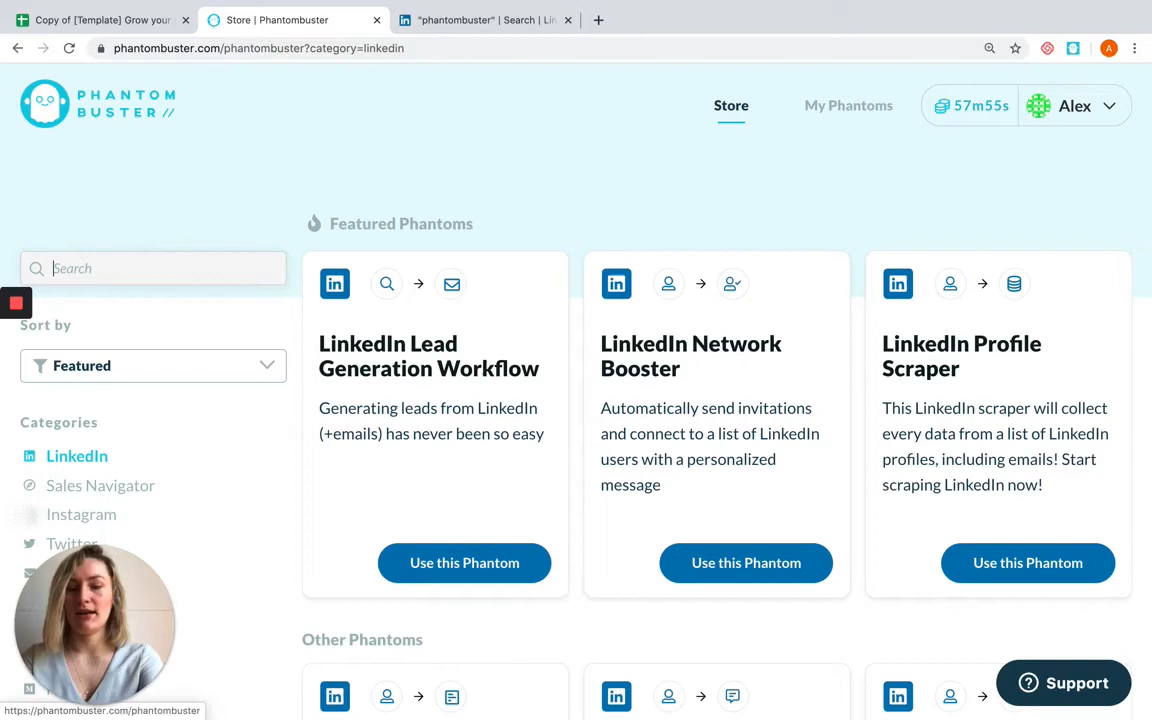 Copy of [Template] Grow your
Store | Phantombuster
"phantombuster" | Search | Lin
phantombuster.com/phantombuster?category=linkedin
A
PHANTOM
BUSTER //
Store
My Phantoms
57m55s
Alex
Featured Phantoms
Search
Sort by
Featured
Categories
LinkedIn
Sales Navigator
Instagram
Twitter
LinkedIn Lead
Generation Workflow
Generating leads from LinkedIn
(+emails) has never been so easy
Use this Phantom
LinkedIn Network
Booster
Automatically send invitations
and connect to a list of LinkedIn
users with a personalized
message
Use this Phantom
LinkedIn Profile
Scraper
This LinkedIn scraper will collect
every data from a list of LinkedIn
profiles, including emails! Start
scraping LinkedIn now!
Use this Phantom
Other Phantoms
Support
https://phantombuster.com/phantombuster